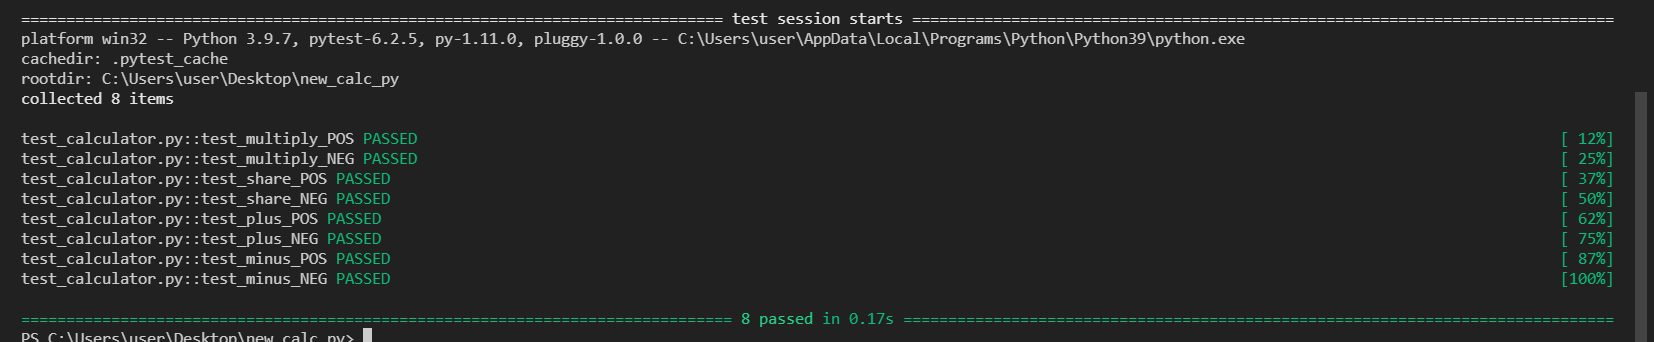 ============================================================================== test session starts ==============================================================================
platform win32 -- Python 3.9.7, pytest-6.2.5, py-1.11.0, pluggy-1.0.0 -- C:\Users\user\AppData\Local\Programs\Python\Python39\python.exe
cachedir: .pytest_cache
rootdir: C:\Users\user\Desktop\new_calc_py
collected 8 items
test_calculator.py::test_multiply_POS PASSED [ 12%]
test_calculator.py::test_multiply_NEG PASSED [ 25%]
test_calculator.py::test_share_POS PASSED [ 37%]
test_calculator.py::test_share_NEG PASSED [ 50%]
test_calculator.py::test_plus_POS PASSED [ 62%]
test_calculator.py::test_plus_NEG PASSED [ 75%]
test_calculator.py::test_minus_POS PASSED [ 87%]
test_calculator.py::test_minus_NEG PASSED [100%]
=============================================================================== 8 passed in 0.17s ===============================================================================
PS C:\Users\user\Desktop\new_calc_py>